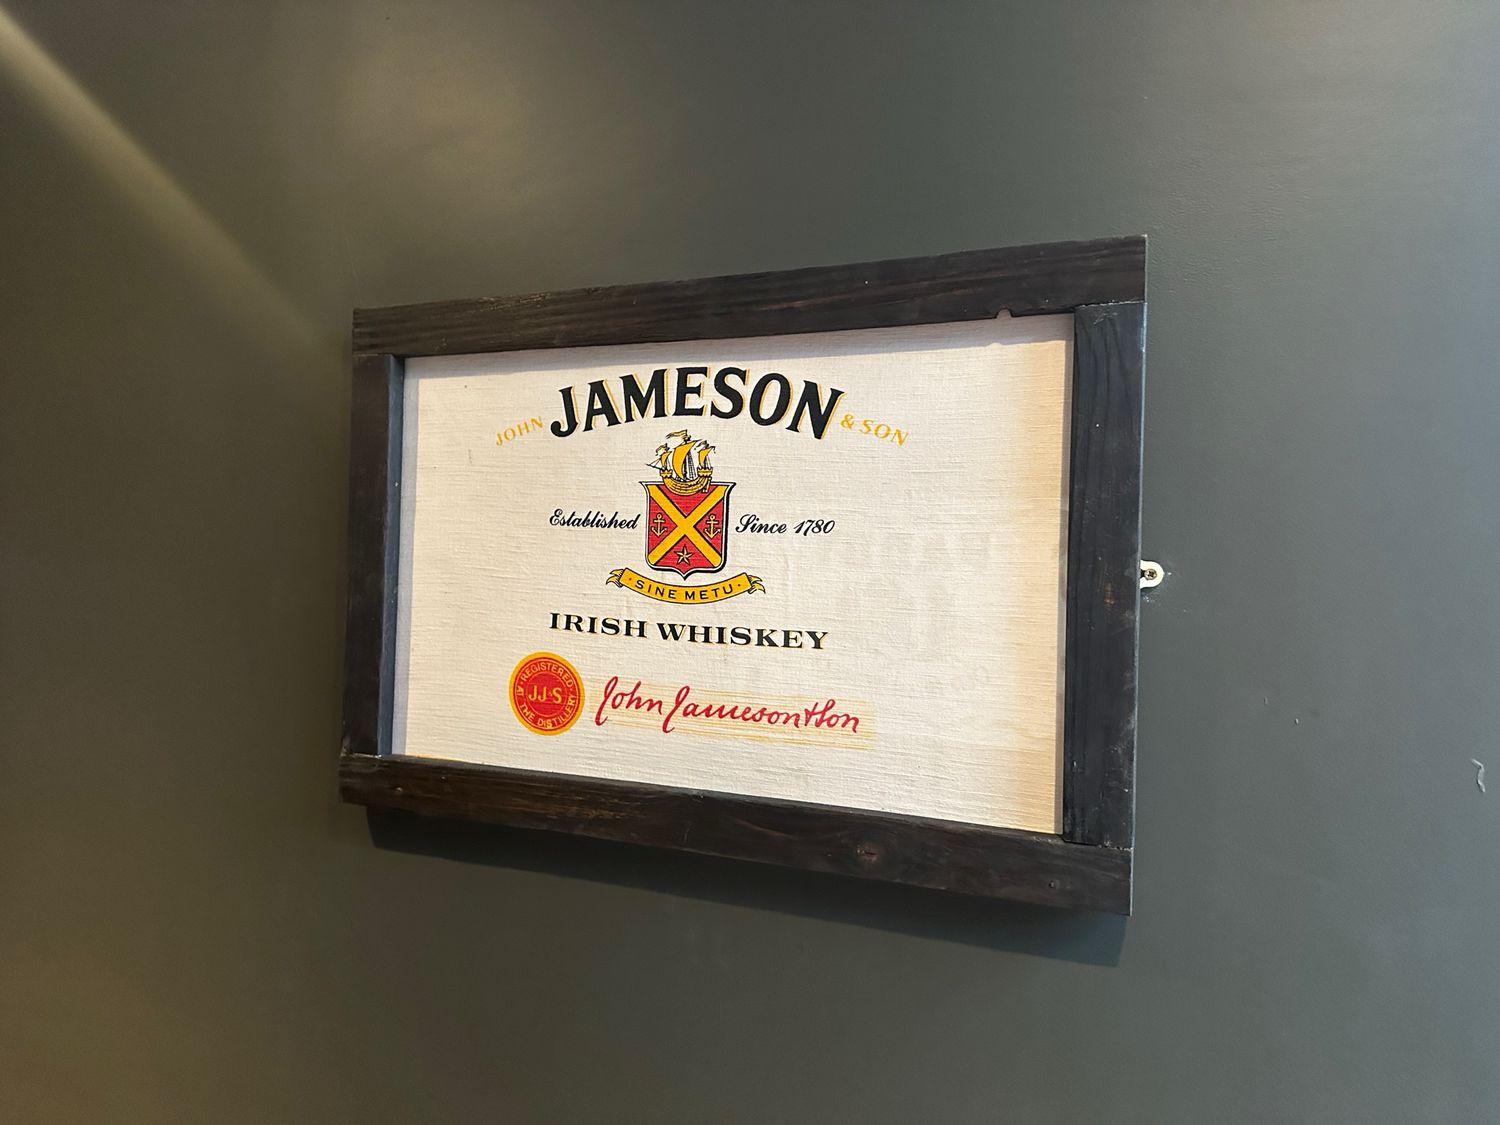 JOHN JAMESON & SON
Established Since 1780
SINE METU
IRISH WHISKEY
REGISTERED
JJ&S
AT THE DISTILLERY
John Jameson & Son